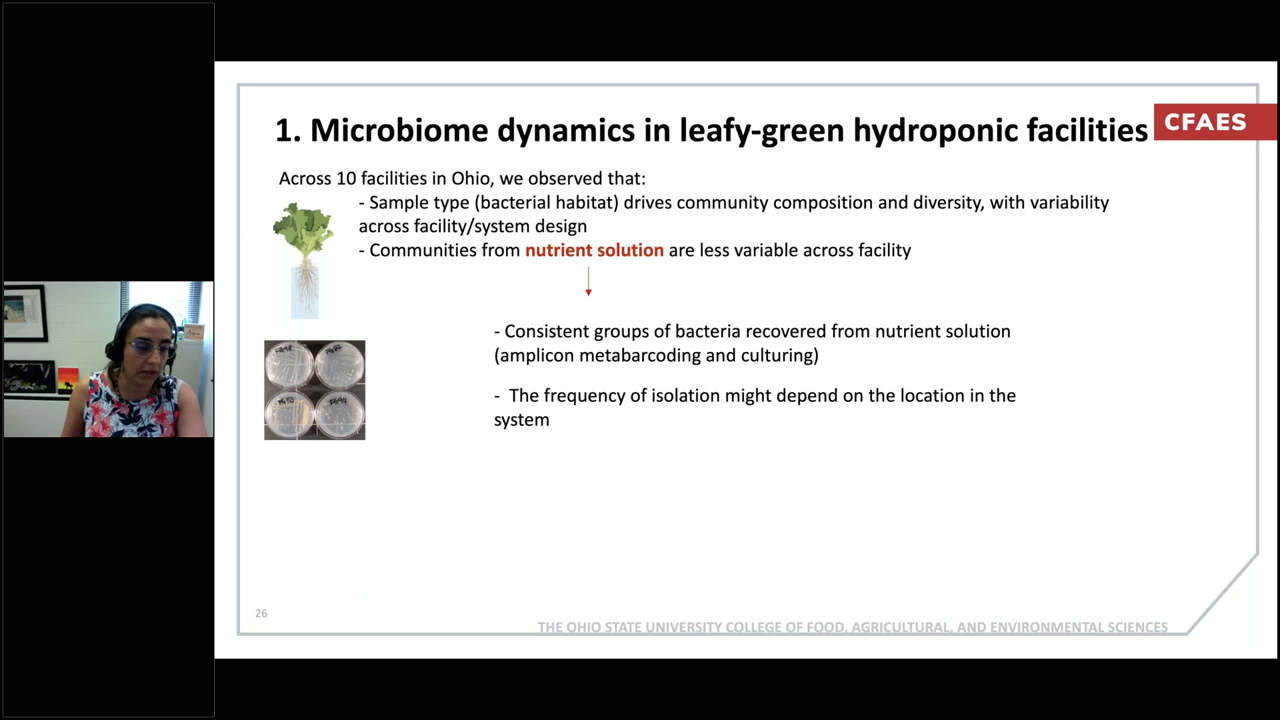 1. Microbiome dynamics in leafy-green hydroponic facilities
CFAES
Across 10 facilities in Ohio, we observed that:
- Sample type (bacterial habitat) drives community composition and diversity, with variability
across facility/system design
- Communities from nutrient solution are less variable across facility
- Consistent groups of bacteria recovered from nutrient solution
(amplicon metabarcoding and culturing)
- The frequency of isolation might depend on the location in the
system
26
THE OHIO STATE UNIVERSITY COLLEGE OF FOOD, AGRICULTURAL, AND ENVIRONMENTAL SCIENCES